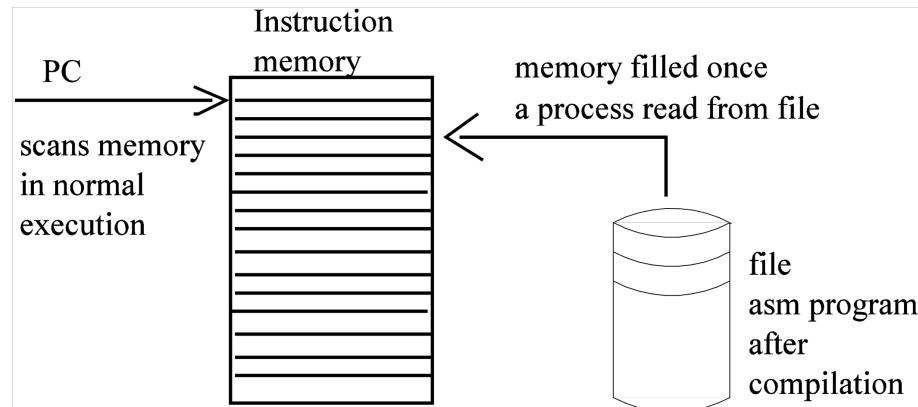 Instruction
memory
PC
scans memory
in normal
execution
memory filled once
a process read from file
file
asm program
after
compilation